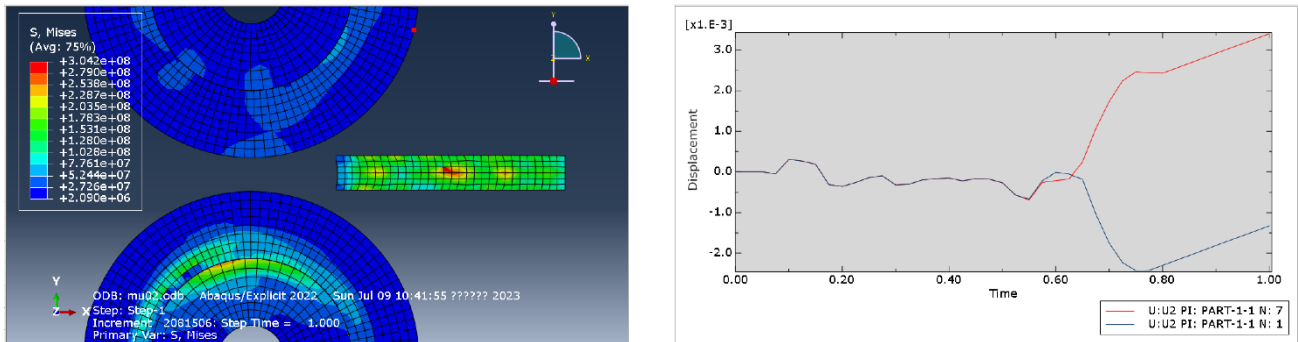 S, Mises
(Avg: 75%)
+3.042e+08
+2.790e+08
+2.538e+08
+2.287e+08
+2.035e+08
+1.783e+08
+1.531e+08
+1.280e+08
+1.028e+08
+7.761e+07
+5.244e+07
+2.726e+07
+2.090e+06
Y
Z
X
Y
Z
X
ODB: mu02.odb Abaqus/Explicit 2022 Sun Jul 09 10:41:55 ?????? 2023
Step: Step-1
Increment 2081506: Step Time = 1.000
Primary Var: S, Mises
[x1.E-3]
3.0
2.0
1.0
0.0
-1.0
-2.0
Displacement
0.00
0.20
0.40
0.60
0.80
1.00
Time
U:U2 PI: PART-1-1 N: 7
U:U2 PI: PART-1-1 N: 1